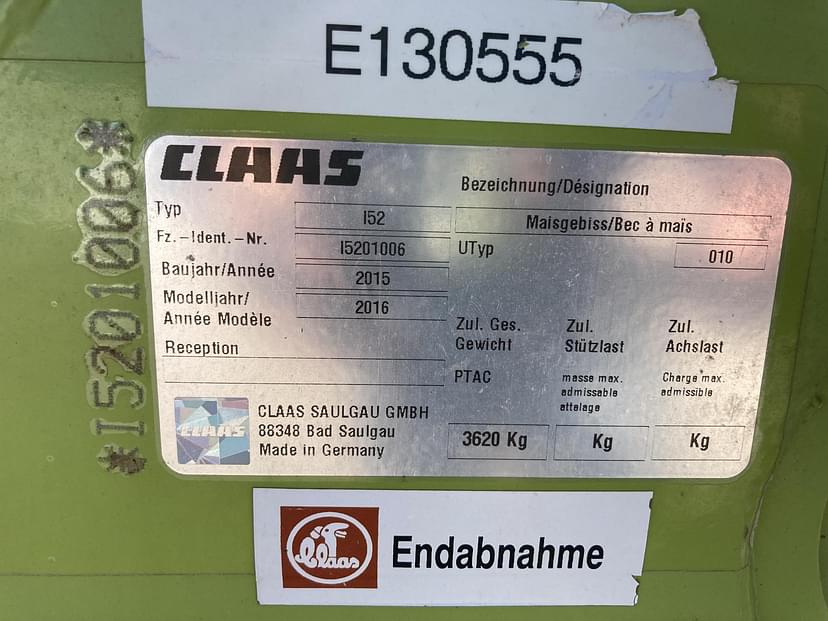 E130555
CLAAS
Bezeichnung/Désignation
Typ I52 Maisgebiss/Bec à maïs
Fz.-Ident.-Nr. I5201006 UTyp 010
Baujahr/Année 2015
Modelljahr/
Année Modèle 2016
Zul. Ges.
Gewicht
Zul.
Stützlast
Zul.
Achslast
Reception
PTAC
masse max.
admissable
attelage
Charge max.
admissible
3620 Kg Kg Kg
CLAAS
CLAAS SAULGAU GMBH
88348 Bad Saulgau
Made in Germany
*I5201006*
Claas
Endabnahme